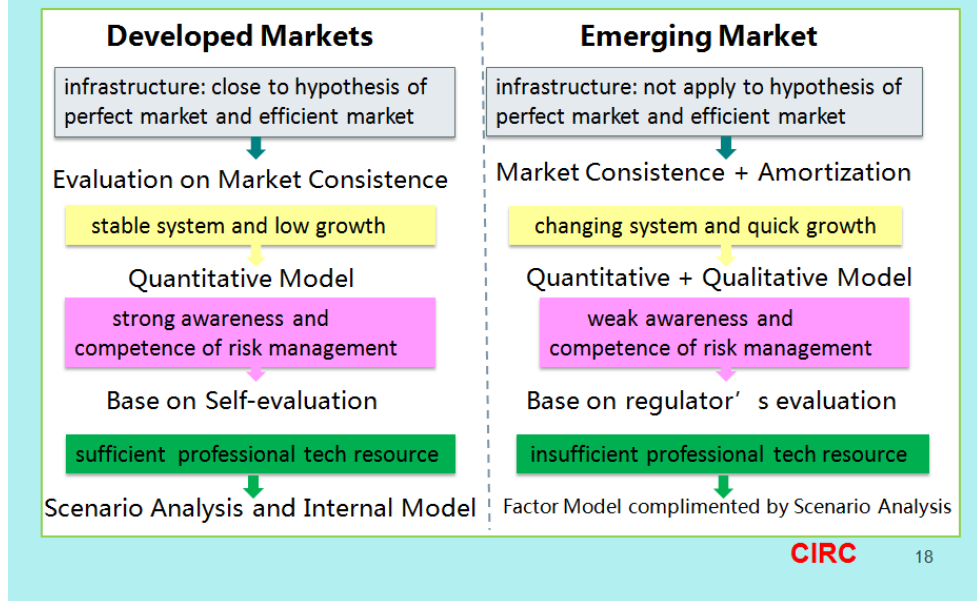 Developed Markets
infrastructure: close to hypothesis of
perfect market and efficient market
Evaluation on Market Consistence
stable system and low growth
Quantitative Model
strong awareness and
competence of risk management
Base on Self-evaluation
sufficient professional tech resource
Scenario Analysis and Internal Model
Emerging Market
infrastructure: not apply to hypothesis of
perfect market and efficient market
Market Consistence + Amortization
changing system and quick growth
Quantitative + Qualitative Model
weak awareness and
competence of risk management
Base on regulator’s evaluation
insufficient professional tech resource
Factor Model complimented by Scenario Analysis
CIRC
18